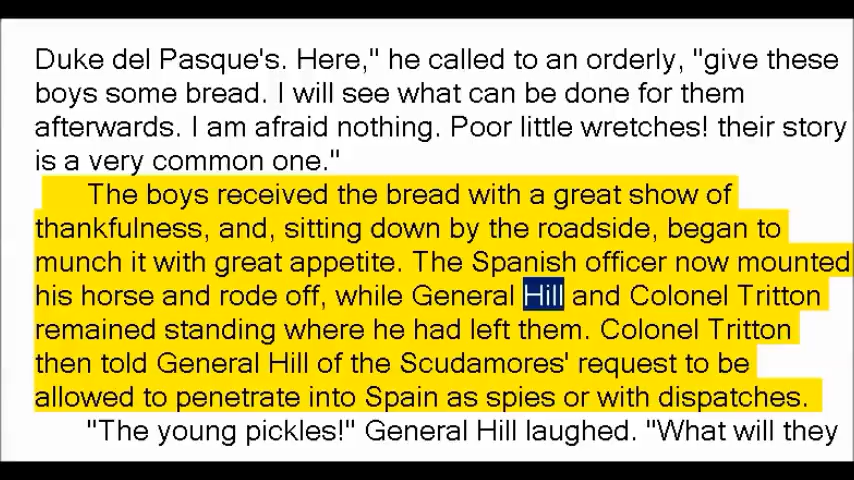 Duke del Pasque's. Here," he called to an orderly, "give these
boys some bread. I will see what can be done for them
afterwards. I am afraid nothing. Poor little wretches! their story
is a very common one."
The boys received the bread with a great show of
thankfulness, and, sitting down by the roadside, began to
munch it with great appetite. The Spanish officer now mounted
his horse and rode off, while General Hill and Colonel Tritton
remained standing where he had left them. Colonel Tritton
then told General Hill of the Scudamores' request to be
allowed to penetrate into Spain as spies or with dispatches.
"The young pickles!" General Hill laughed. "What will they